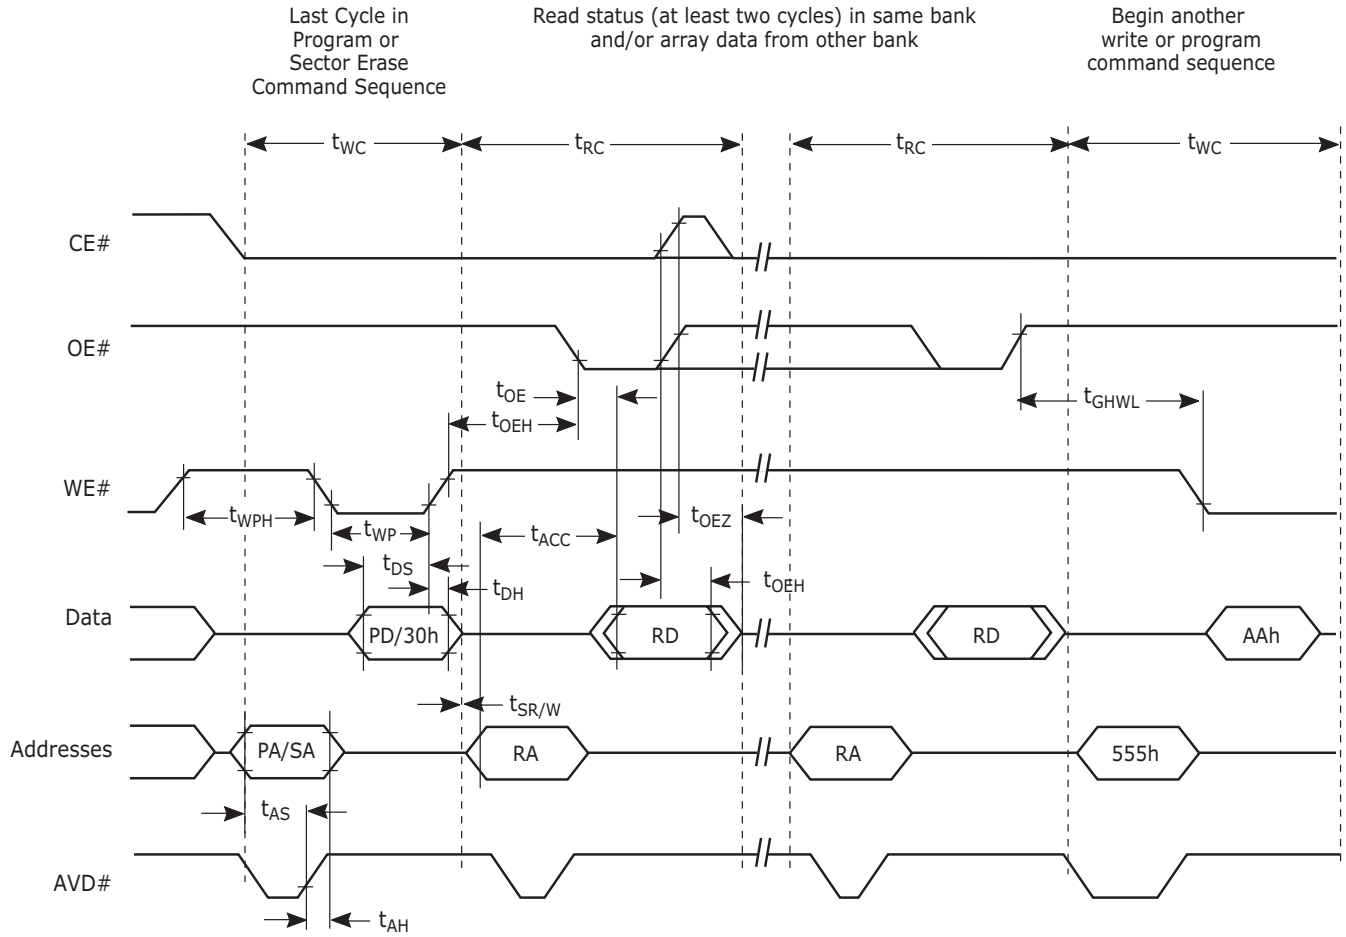 Last Cycle in
Program or
Sector Erase
Command Sequence
Read status (at least two cycles) in same bank
and/or array data from other bank
Begin another
write or program
command sequence
tWC
tRC
tRC
tWC
CE#
OE#
tOE
tOEH
tGHWL
WE#
tWPH
tWP
tOEZ
tACC
tDS
tDH
tOEH
Data
PD/30h
RD
RD
AAh
tSR/W
Addresses
PA/SA
RA
RA
555h
tAS
AVD#
tAH